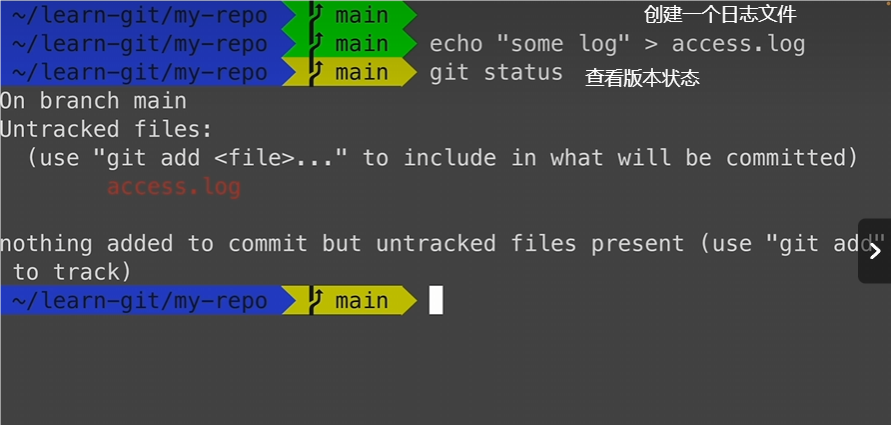 ~/learn-git/my-repo main 创建一个日志文件
~/learn-git/my-repo main echo "some log" > access.log
~/learn-git/my-repo main git status 查看版本状态
On branch main
Untracked files:
(use "git add <file>..." to include in what will be committed)
access.log
nothing added to commit but untracked files present (use "git add"
to track)
~/learn-git/my-repo main